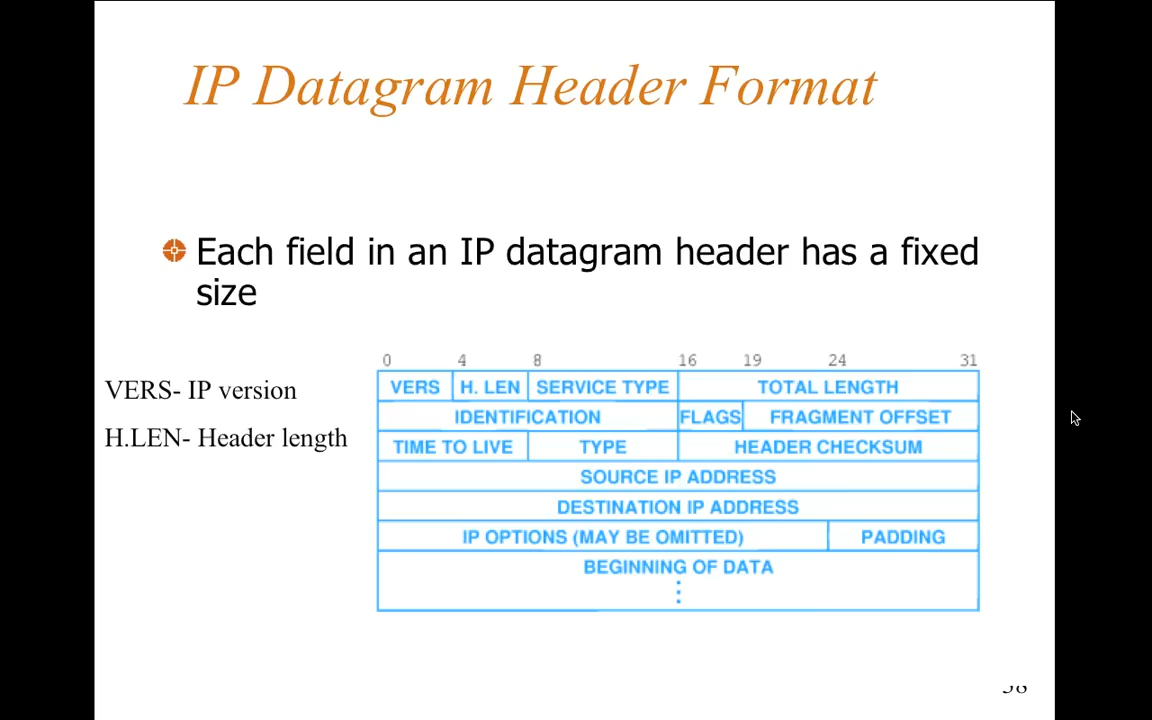 IP Datagram Header Format
Each field in an IP datagram header has a fixed
size
0 4 8 16 19 24 31
VERS- IP version
VERS H. LEN SERVICE TYPE TOTAL LENGTH
IDENTIFICATION FLAGS FRAGMENT OFFSET
H.LEN- Header length
TIME TO LIVE TYPE HEADER CHECKSUM
SOURCE IP ADDRESS
DESTINATION IP ADDRESS
IP OPTIONS (MAY BE OMITTED) PADDING
BEGINNING OF DATA